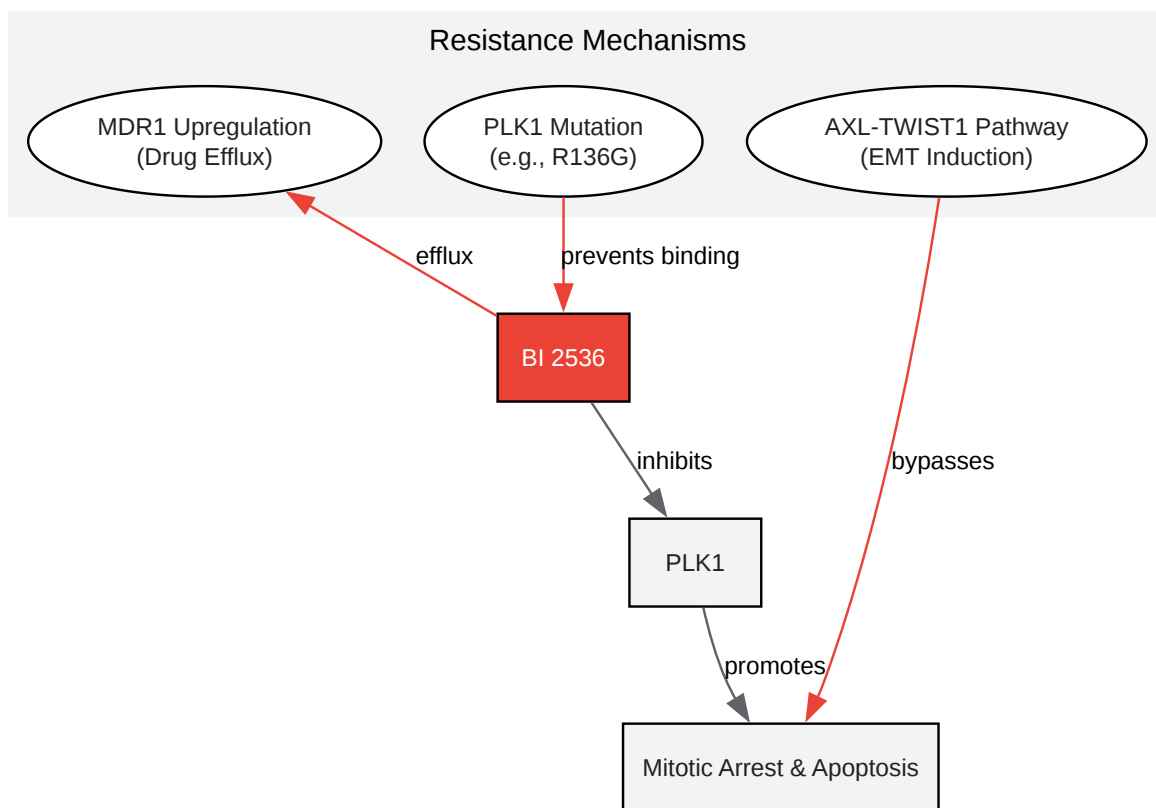 Resistance Mechanisms
MDR1 Upregulation
(Drug Efflux)
PLK1 Mutation
(e.g., R136G)
AXL-TWIST1 Pathway
(EMT Induction)
efflux
prevents binding
BI 2536
inhibits
bypasses
PLK1
promotes
Mitotic Arrest & Apoptosis